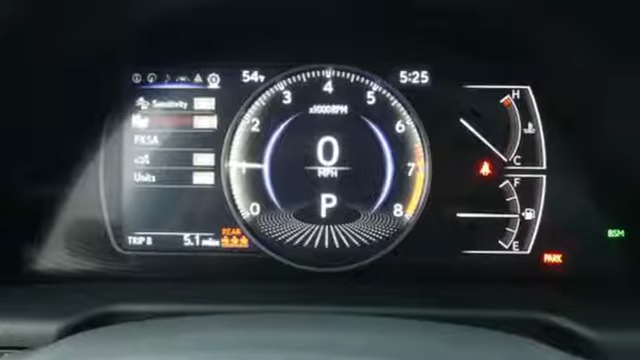 54°F
5:25
Sensitivity
RKSA
Units
TRIP B 5.1 miles
REAR
x1000RPM
0
1
2
3
4
5
6
7
8
0
MPH
P
H
C
F
E
PARK
BSM